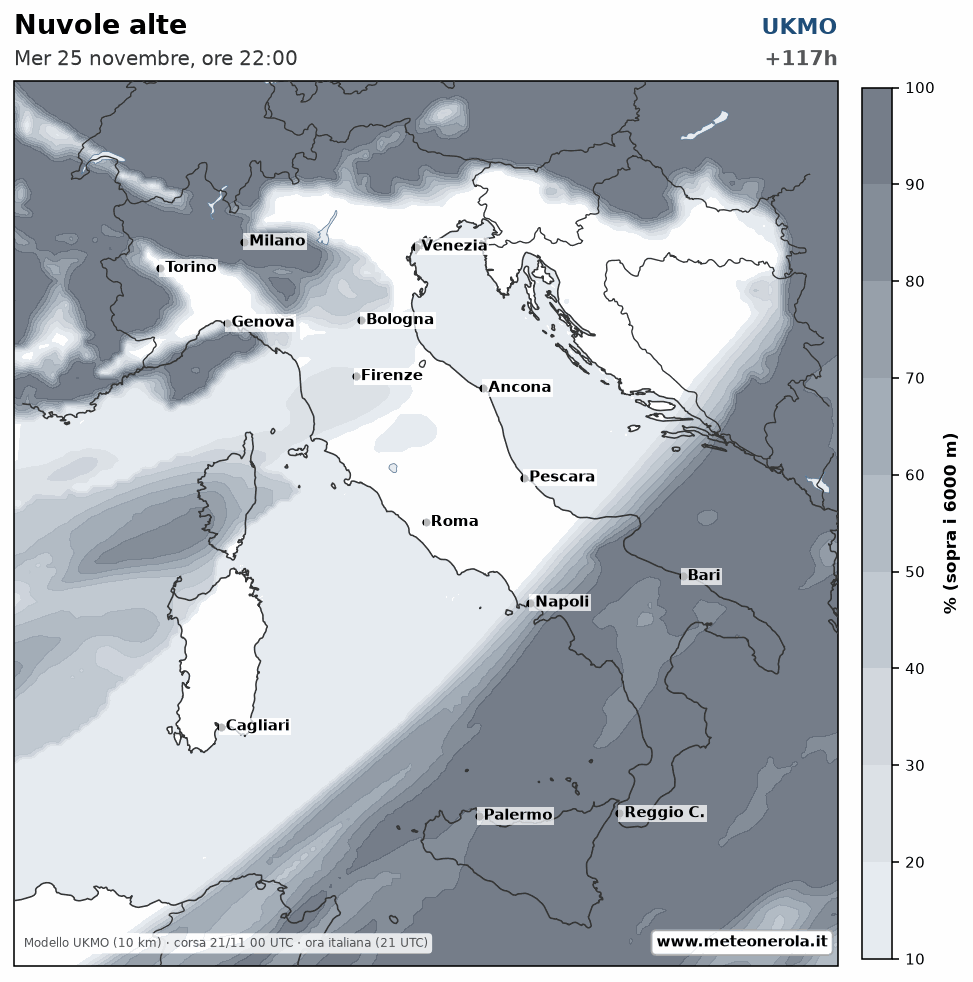 Nuvole alte
UKMO
Mer 25 novembre, ore 22:00
+117h
Milano
Venezia
Torino
Genova
Bologna
Firenze
Ancona
Pescara
Roma
Bari
Napoli
Cagliari
Palermo
Reggio C.
Modello UKMO (10 km) · corsa 21/11 00 UTC · ora italiana (21 UTC)
www.meteonerola.it
100
90
80
70
60
50
40
30
20
10
% (sopra i 6000 m)